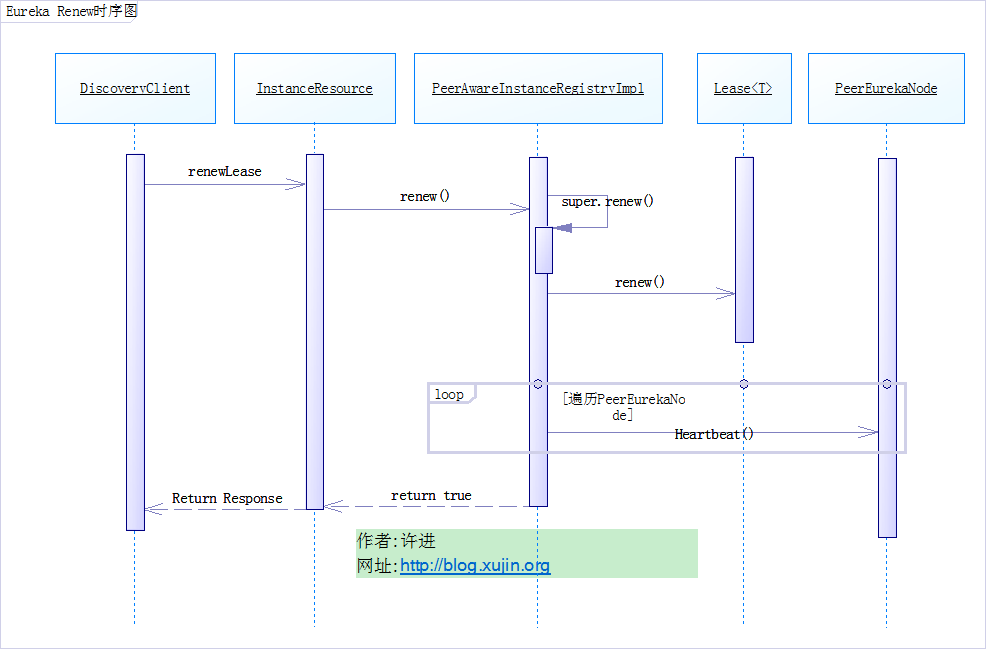 Eureka Renew时序图
DiscoveryClient
InstanceResource
PeerAwareInstanceRegistryImpl
Lease<T>
PeerEurekaNode
renewLease
renew()
super.renew()
renew()
loop
[遍历PeerEurekaNo
de]
Heartbeat()
return true
Return Response
作者:许进
网址:http://blog.xujin.org